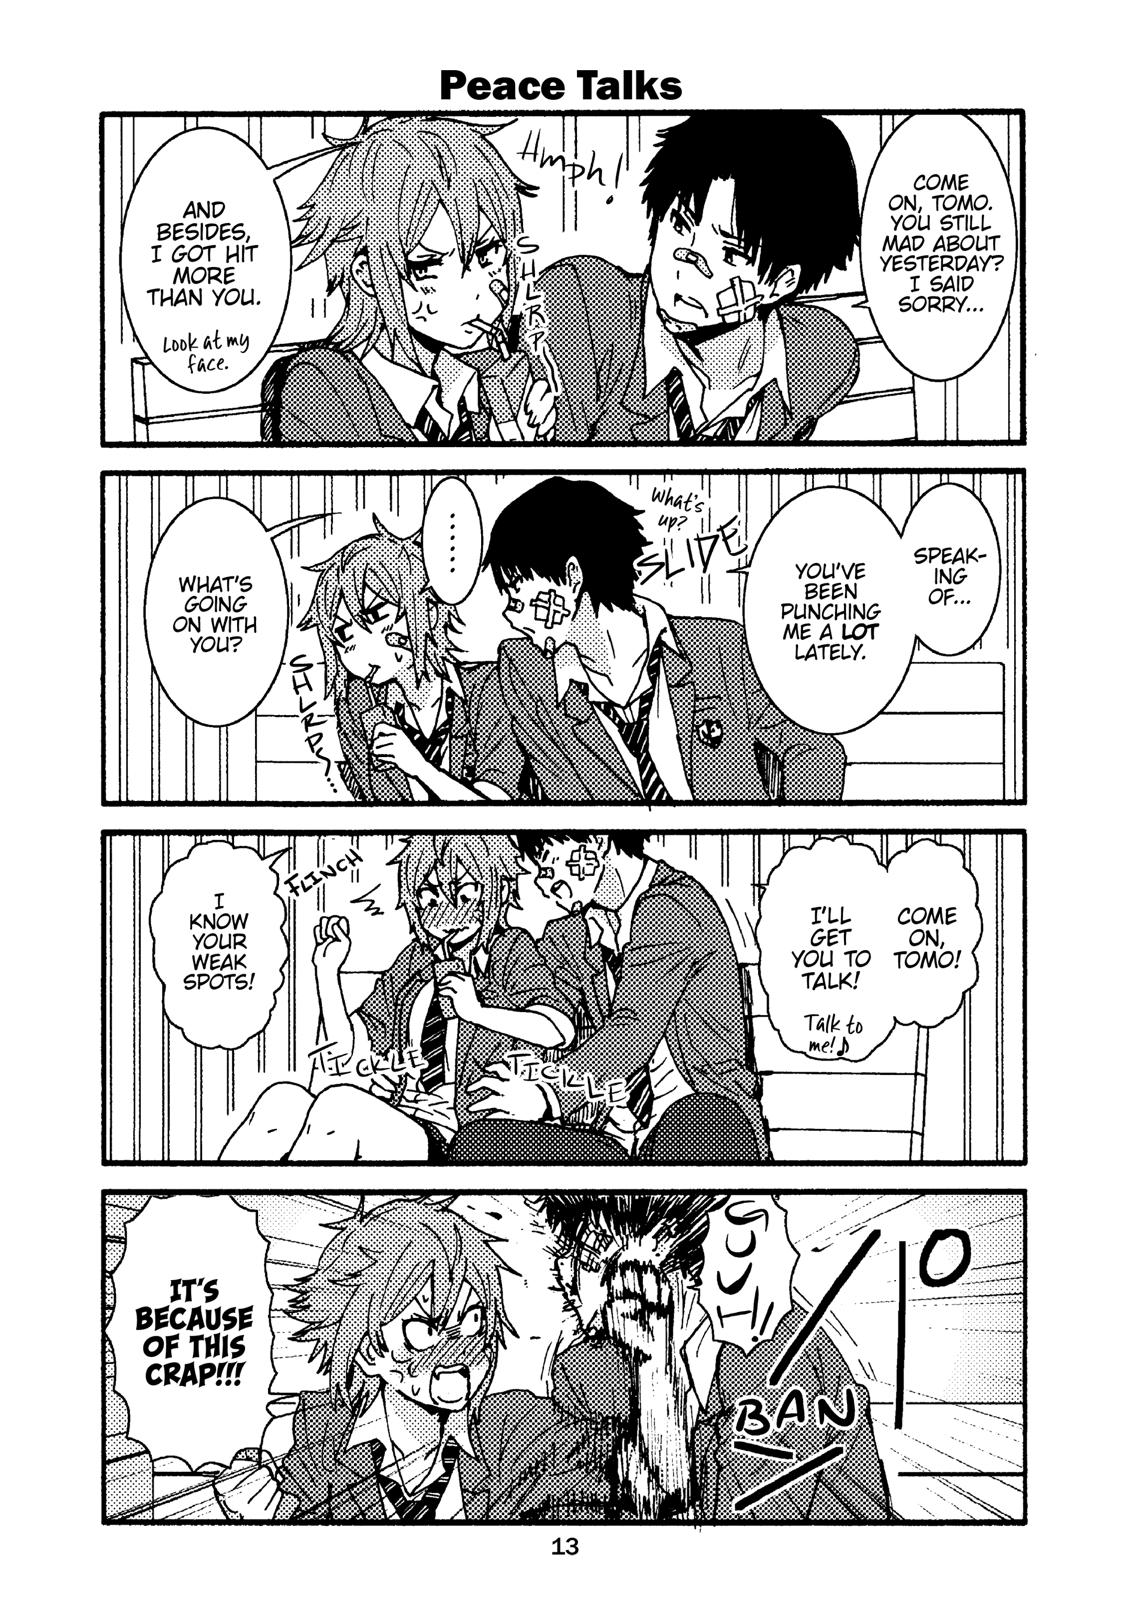 Peace Talks
COME
ON, TOMO.
YOU STILL
MAD ABOUT
YESTERDAY?
I SAID
SORRY...
Hmph!
SHLRP
AND
BESIDES,
I GOT HIT
MORE
THAN YOU.
Look at my
face.
SPEAK-
ING
OF...
YOU'VE
BEEN
PUNCHING
ME A LOT
LATELY.
What's
up?
SLIDE
......
WHAT'S
GOING
ON WITH
YOU?
SHLRP~...
COME
ON,
TOMO!
I'LL
GET
YOU TO
TALK!
Talk to
me!♪
FLINCH
I
KNOW
YOUR
WEAK
SPOTS!
TICKLE
TICKLE
BAN
IT'S
BECAUSE
OF THIS
CRAP!!!
13